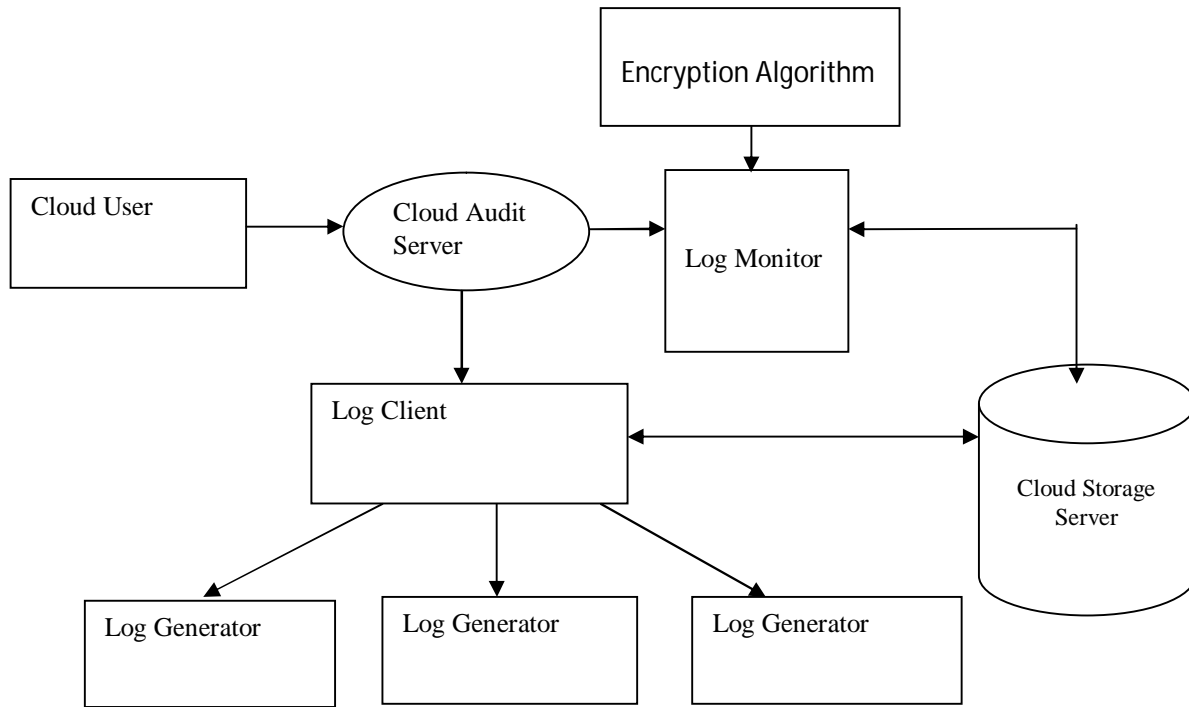 Encryption Algorithm
Cloud User
Cloud Audit
Server
Log Monitor
Log Client
Cloud Storage
Server
Log Generator
Log Generator
Log Generator